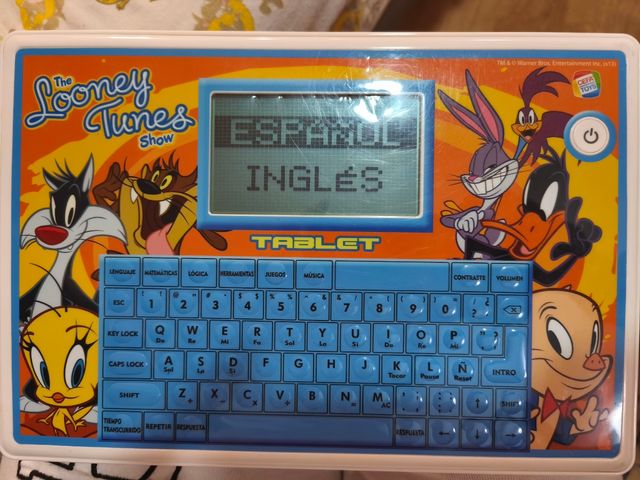 The
Looney
Tunes
Show
TM & © Warner Bros. Entertainment Inc. (s13)
CEFA
TOYS
ESPAÑOL
INGLÉS
TABLET
LENGUAJE MATEMÁTICAS LÓGICA HERRAMIENTAS JUEGOS MÚSICA CONTRASTE VOLUMEN
ESC ! 1 " 2 · 3 $ 4 % 5 & 6 / 7 ( 8 ) 9 = 0 ? ¿
KEY LOCK Q Do W Re E Mi R Fa T Sol Y La U Si I Do O Re P Mi
CAPS LOCK A Sol S La D Si F G H J K Tocar L Pausa Ñ Reset INTRO
SHIFT Z + X - C × V ÷ B = N = M AC ↑ SHIFT
TIEMPO TRANSCURRIDO REPETIR RESPUESTA RESPUESTA ← ↓ →